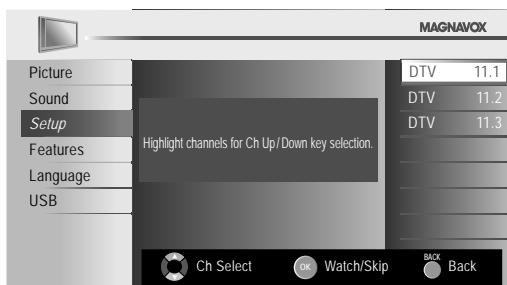 MAGNAVOX
Picture
Sound
Setup
Features
Language
USB
Highlight channels for Ch Up / Down key selection.
DTV 11.1
DTV 11.2
DTV 11.3
Ch Select
OK
Watch/Skip
BACK
Back